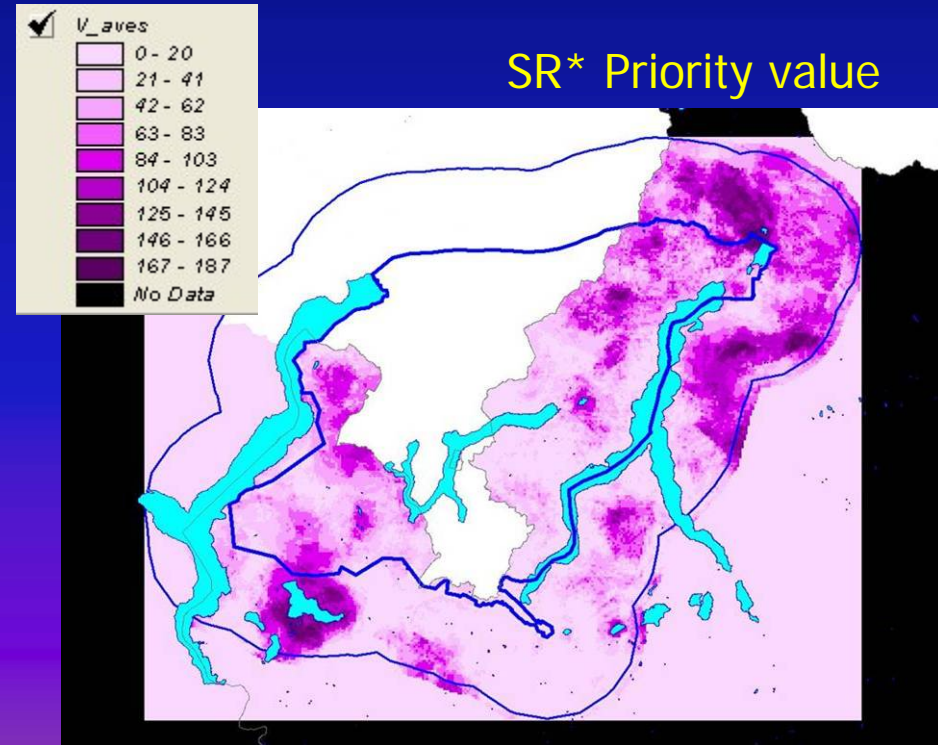 V_aves
0 - 20
21 - 41
42 - 62
63 - 83
84 - 103
104 - 124
125 - 145
146 - 166
167 - 187
No Data
SR* Priority value